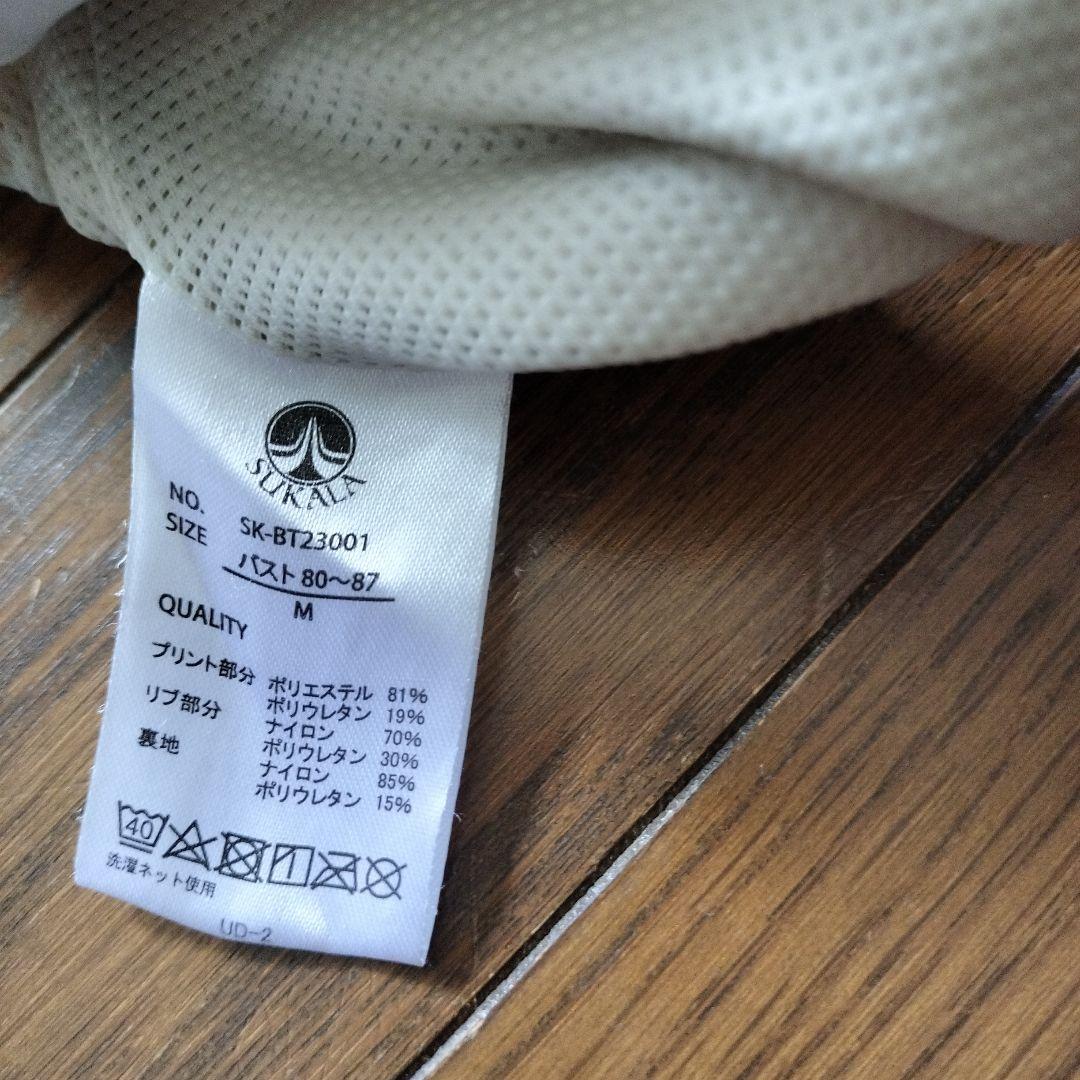 SUKALA
NO. SK-BT23001
SIZE バスト 80～87
M
QUALITY
プリント部分 ポリエステル 81%
ポリウレタン 19%
リブ部分 ナイロン 70%
ポリウレタン 30%
裏地 ナイロン 85%
ポリウレタン 15%
40
洗濯ネット使用
UD-2